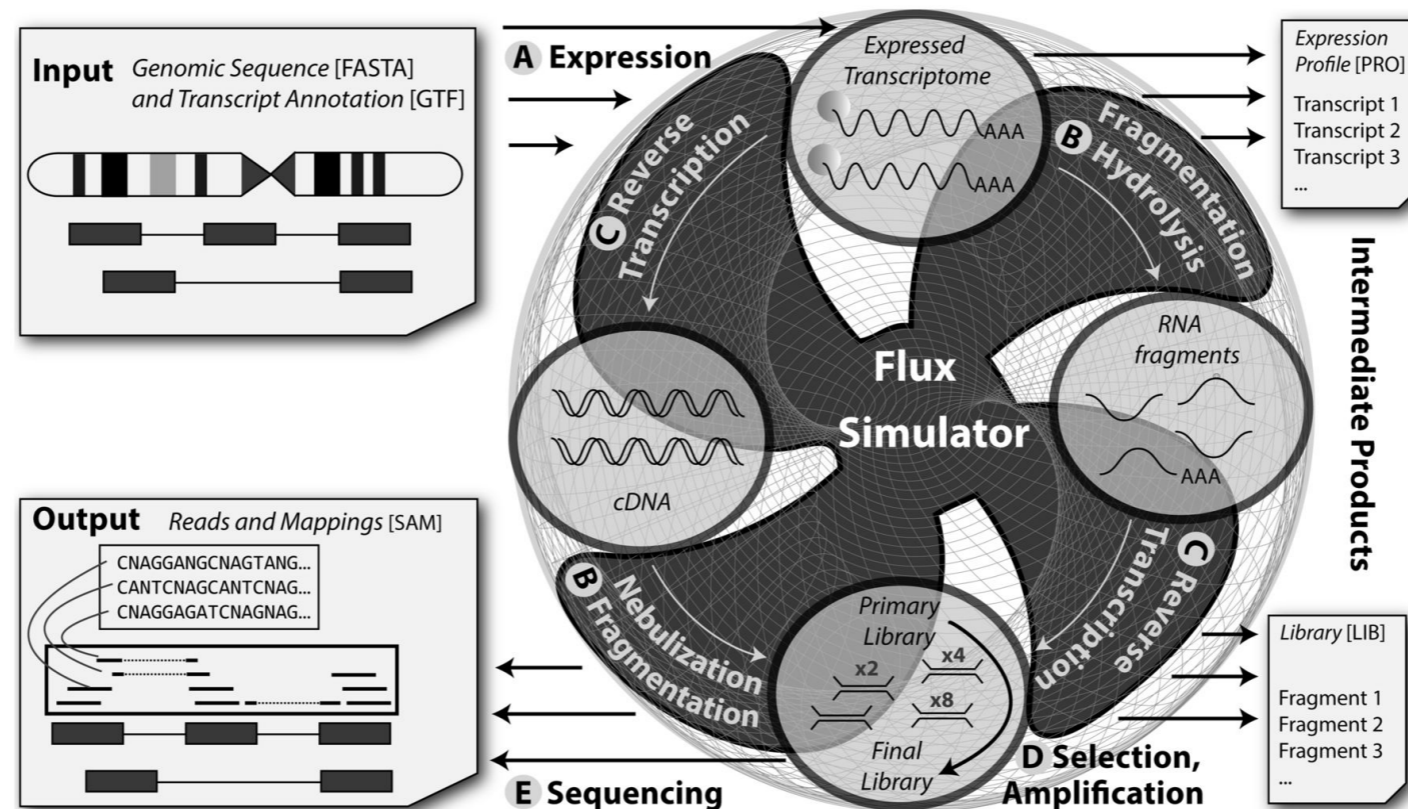 Input Genomic Sequence [FASTA]
and Transcript Annotation [GTF]
A Expression
Expressed
Transcriptome
AAA
AAA
C Reverse
Transcription
Fragmentation
B Hydrolysis
Expression
Profile [PRO]
Transcript 1
Transcript 2
Transcript 3
...
Intermediate Products
Flux
Simulator
RNA
fragments
AAA
cDNA
C Reverse
Transcription
Nebulization
B Fragmentation
Primary
Library
x2
x4
x8
Final
Library
D Selection,
Amplification
E Sequencing
Library [LIB]
Fragment 1
Fragment 2
Fragment 3
...
Output Reads and Mappings [SAM]
CNAGGANGCNAGTANG...
CANTCNAGCANTCNAG...
CNAGGAGATCNAGNAG...